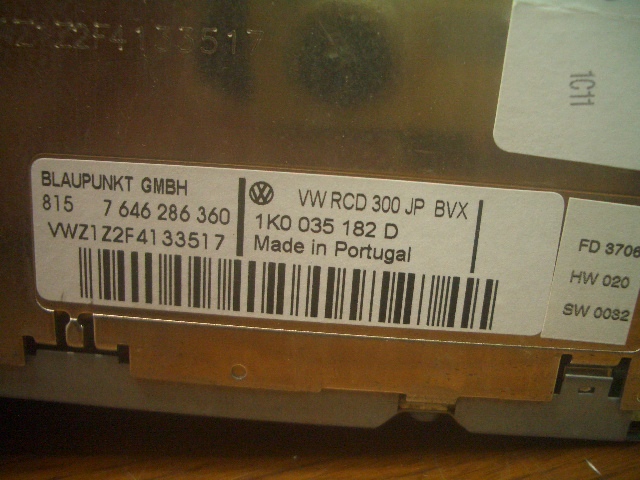 Z1Z2F4133517
1C11
BLAUPUNKT GMBH
815 7 646 286 360
VWZ1Z2F4133517
VW RCD 300 JP BVX
1K0 035 182 D
Made in Portugal
FD 3706
HW 020
SW 0032